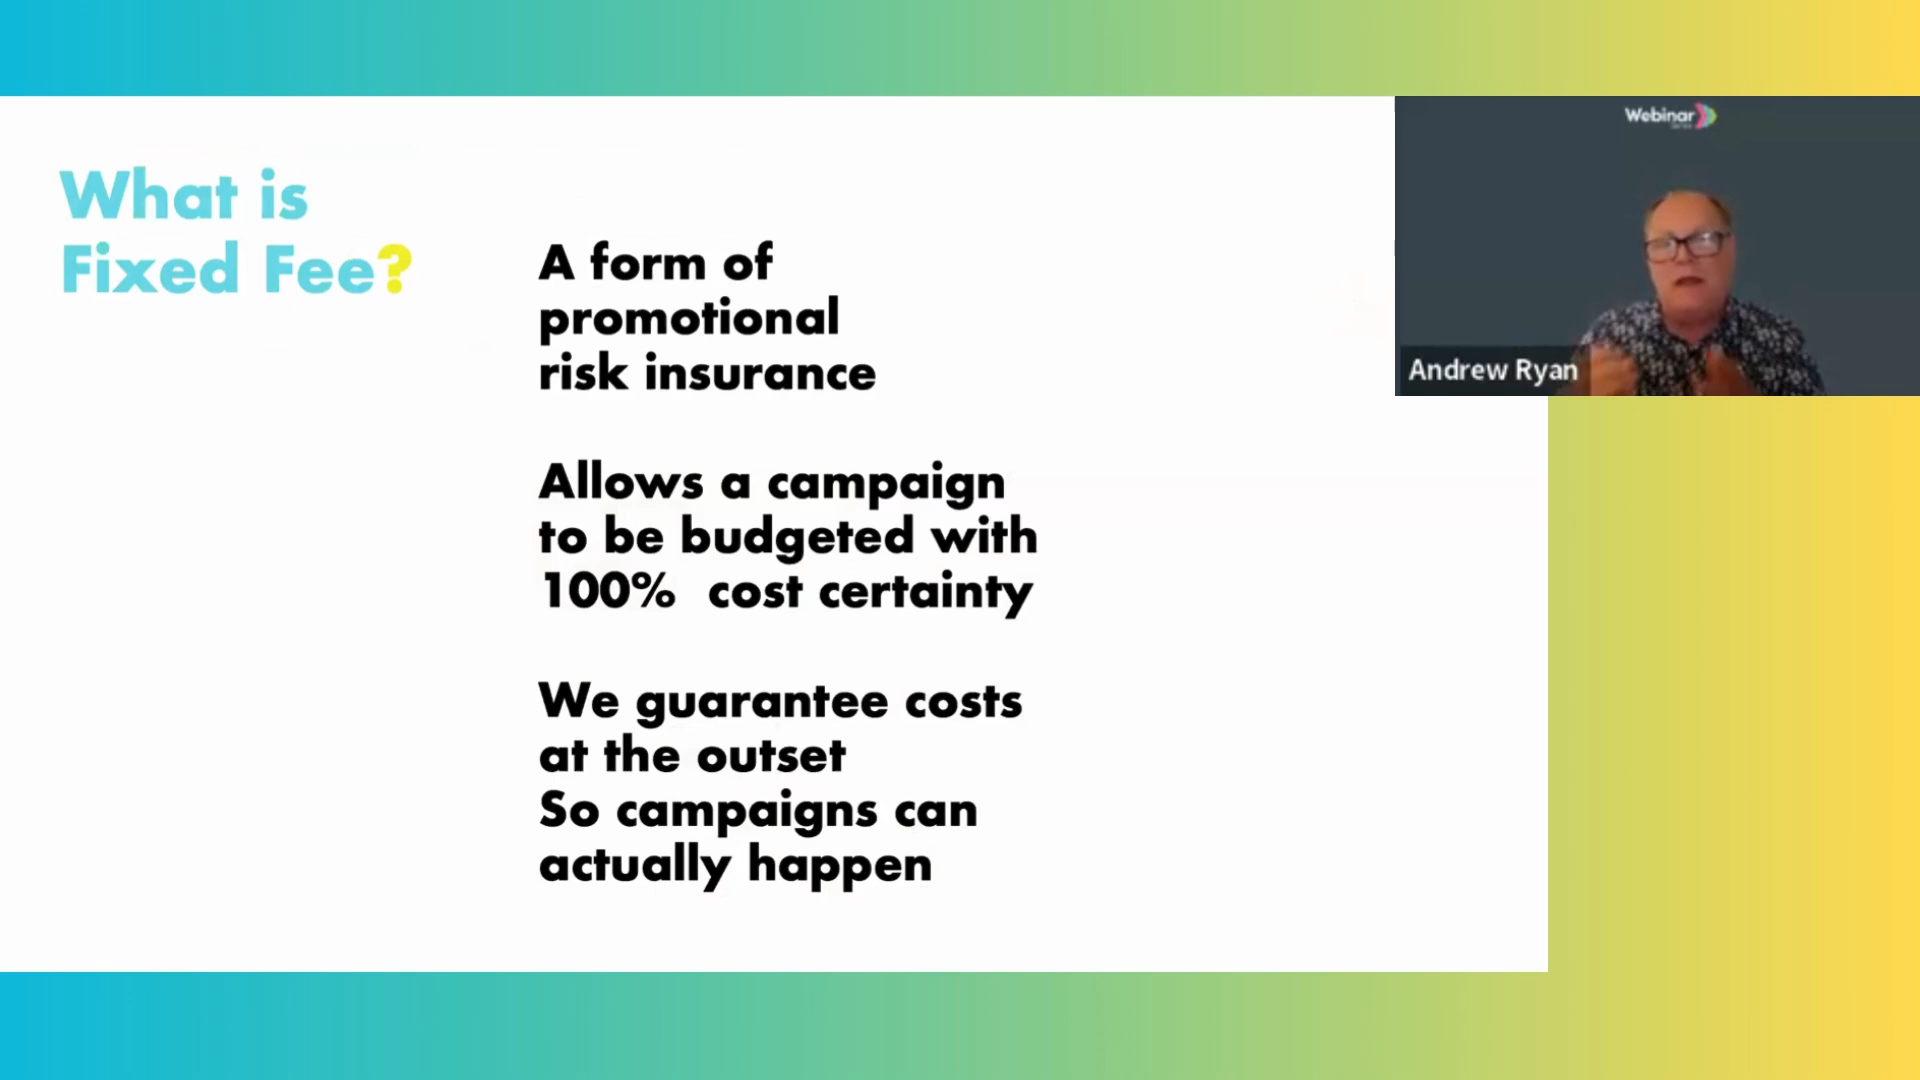 What is
Fixed Fee?
A form of
promotional
risk insurance
Allows a campaign
to be budgeted with
100% cost certainty
We guarantee costs
at the outset
So campaigns can
actually happen
Webinar
Andrew Ryan